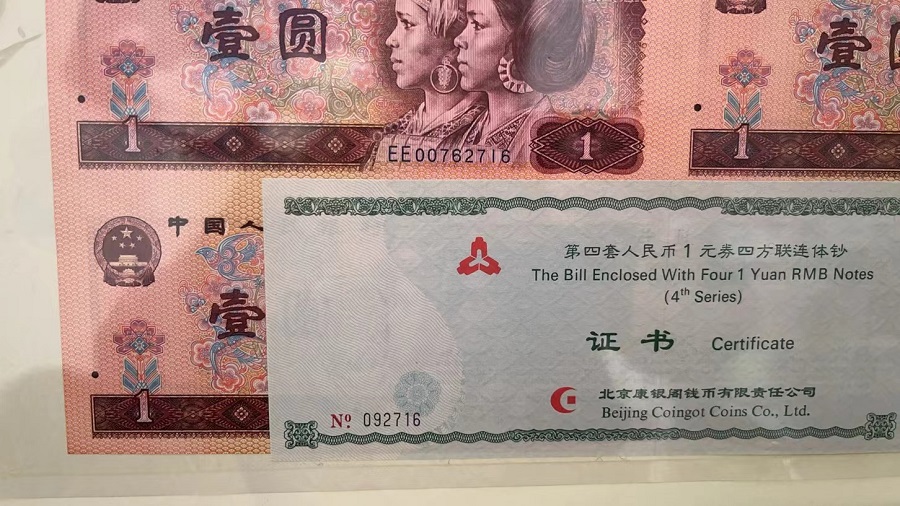 壹圆
壹
1
EE00762716
1
1
中国人
壹
1
第四套人民币1元券四方联连体钞
The Bill Enclosed With Four 1 Yuan RMB Notes
(4th Series)
证书 Certificate
北京康银阁钱币有限责任公司
Beijing Coingot Coins Co., Ltd.
Nº 092716